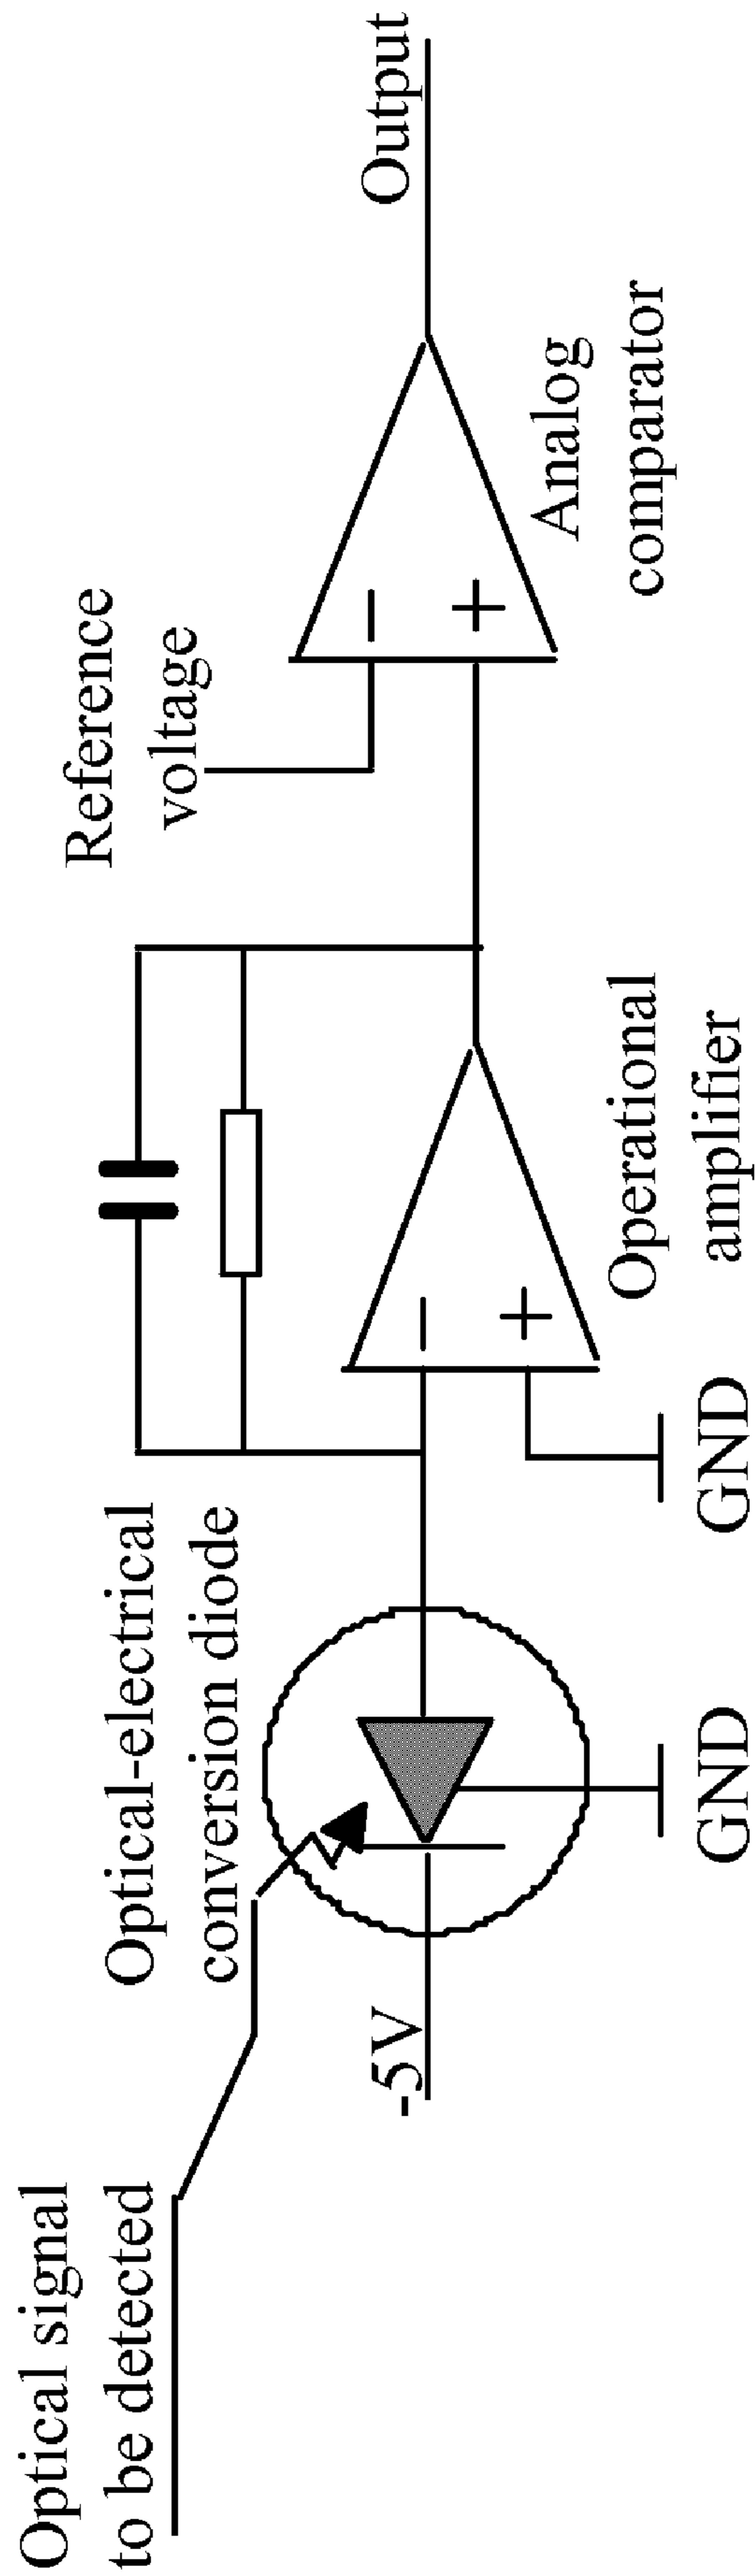 Optical signal
to be detected
Optical-electrical
conversion diode
-5V
GND
GND
Operational
amplifier
Reference
voltage
Analog
comparator
Output